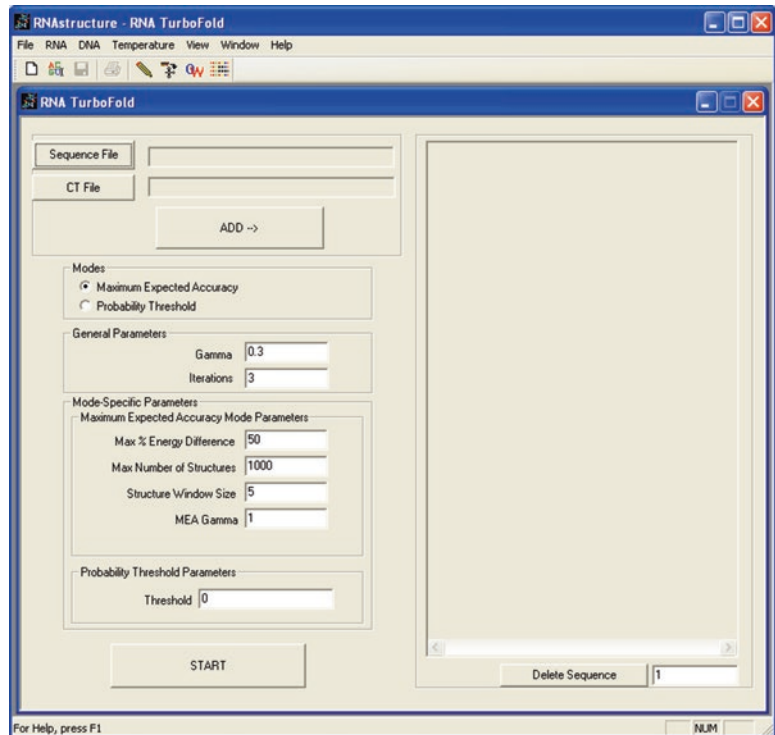 RNAstructure - RNA TurboFold
File RNA DNA Temperature View Window Help
RNA TurboFold
Sequence File
CT File
ADD -->
Modes
Maximum Expected Accuracy
Probability Threshold
General Parameters
Gamma 0.3
Iterations 3
Mode-Specific Parameters
Maximum Expected Accuracy Mode Parameters
Max % Energy Difference 50
Max Number of Structures 1000
Structure Window Size 5
MEA Gamma 1
Probability Threshold Parameters
Threshold 0
START
Delete Sequence 1
For Help, press F1 NUM